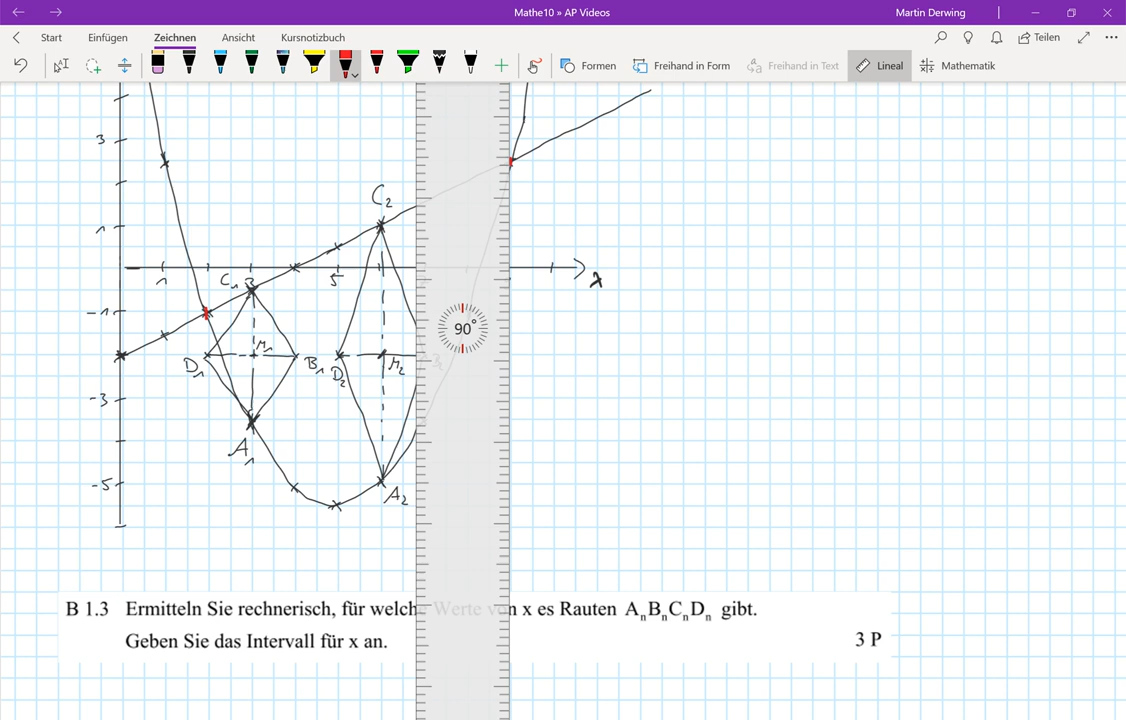 Mathe10 » AP Videos
Martin Derwing
Start
Einfügen
Zeichnen
Ansicht
Kursnotizbuch
Teilen
Formen
Freihand in Form
Freihand in Text
Lineal
Mathematik
3
1
C₂
1
C₁
3
5
x
90°
-1
D₁
M₁
B₁
D₂
M₂
B₂
-3
A₁
-5
A₂
B 1.3 Ermitteln Sie rechnerisch, für welche Werte von x es Rauten AₙBₙCₙDₙ gibt.
Geben Sie das Intervall für x an.
3 P